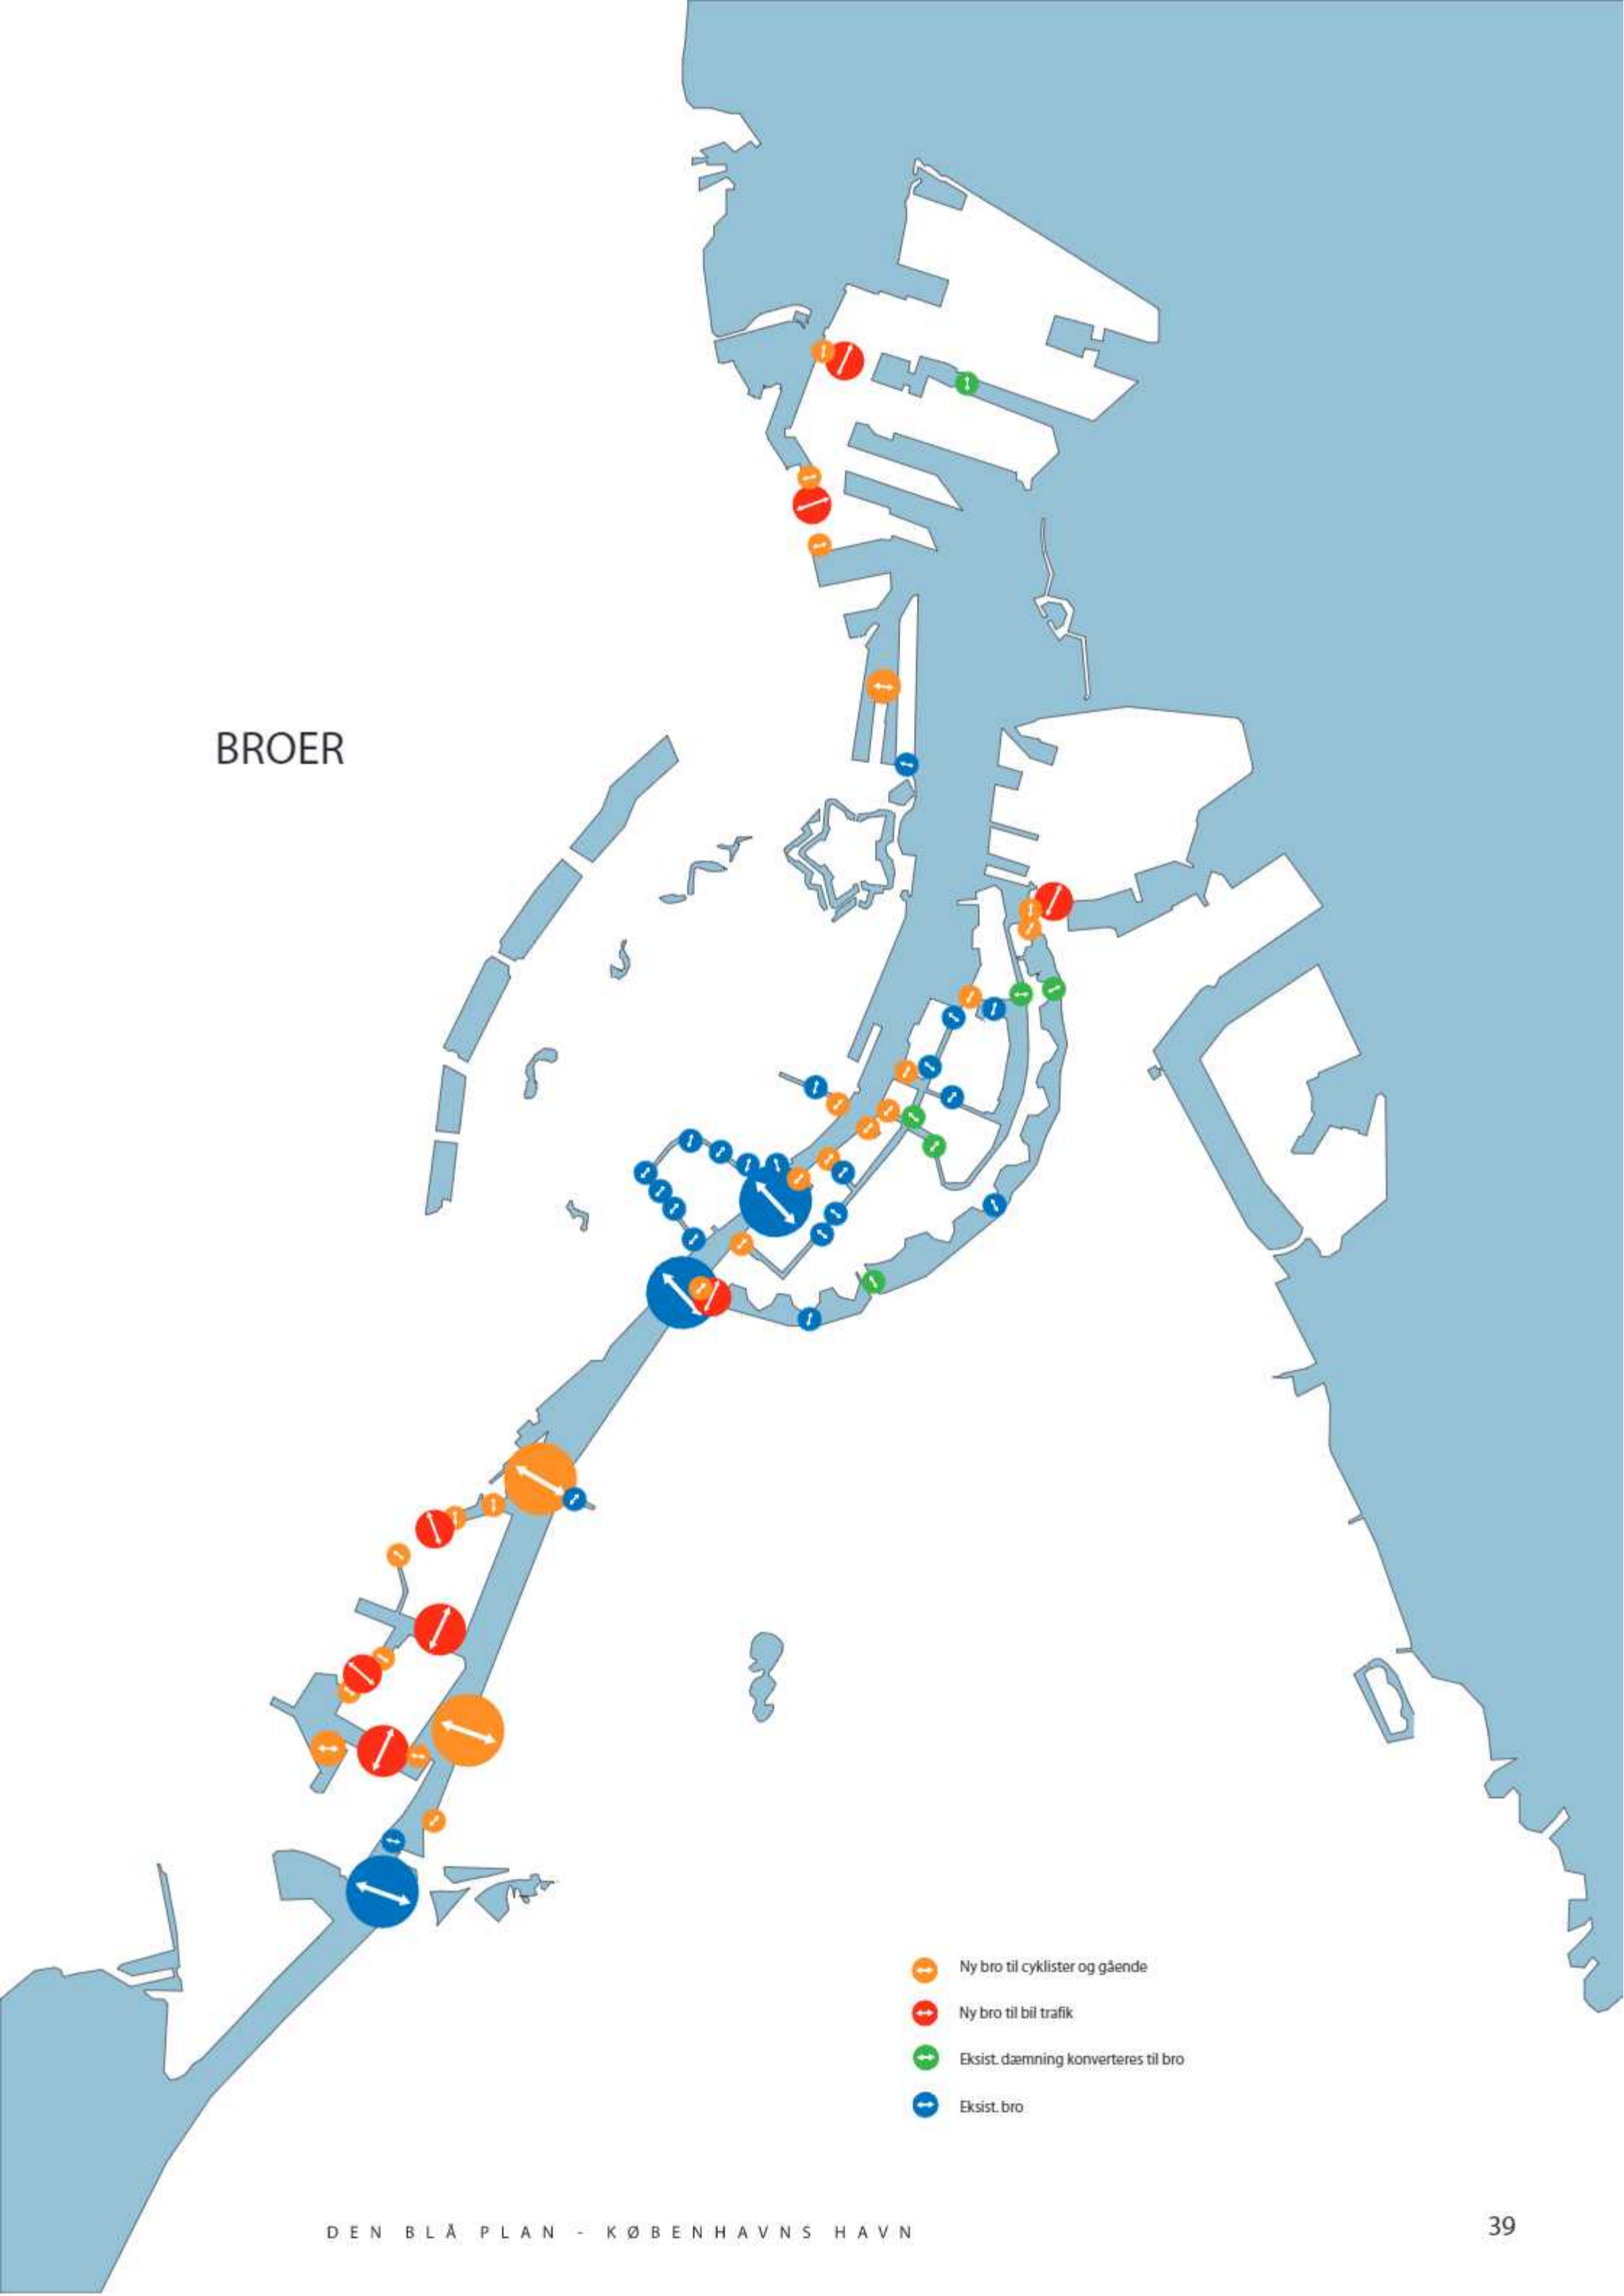 BROER
Ny bro til cyklister og gående
Ny bro til bil trafik
Eksist. dæmning konverteres til bro
Eksist. bro
DEN BLÅ PLAN - KØBENHAVNS HAVN
39